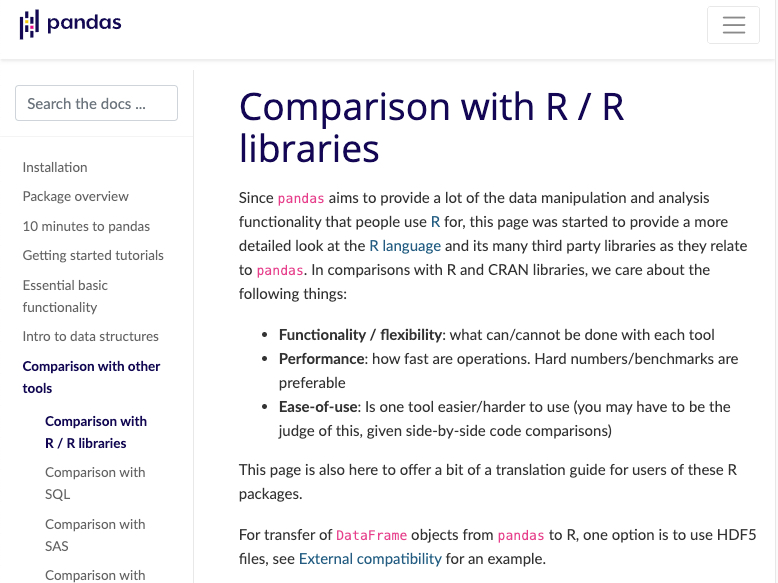 pandas
Search the docs ...
Installation
Package overview
10 minutes to pandas
Getting started tutorials
Essential basic
functionality
Intro to data structures
Comparison with other
tools
Comparison with
R / R libraries
Comparison with
SQL
Comparison with
SAS
Comparison with
Comparison with R / R
libraries
Since pandas aims to provide a lot of the data manipulation and analysis
functionality that people use R for, this page was started to provide a more
detailed look at the R language and its many third party libraries as they relate
to pandas. In comparisons with R and CRAN libraries, we care about the
following things:
• Functionality / flexibility: what can/cannot be done with each tool
• Performance: how fast are operations. Hard numbers/benchmarks are
preferable
• Ease-of-use: Is one tool easier/harder to use (you may have to be the
judge of this, given side-by-side code comparisons)
This page is also here to offer a bit of a translation guide for users of these R
packages.
For transfer of DataFrame objects from pandas to R, one option is to use HDF5
files, see External compatibility for an example.